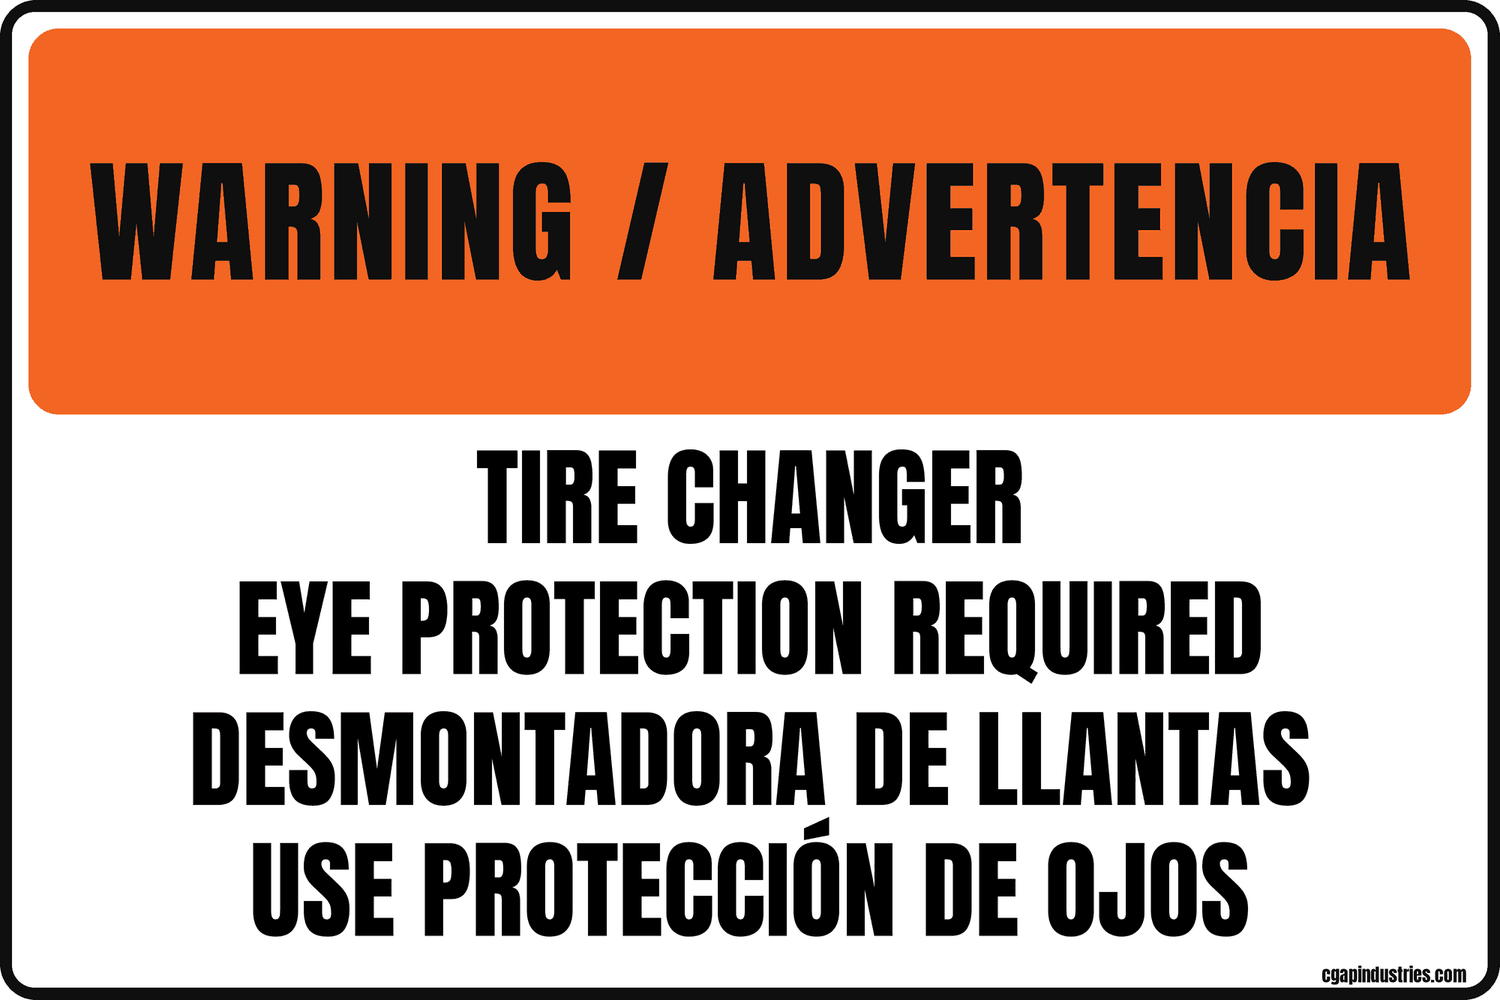 WARNING / ADVERTENCIA
TIRE CHANGER
EYE PROTECTION REQUIRED
DESMONTADORA DE LLANTAS
USE PROTECCIÓN DE OJOS
cgapindustries.com